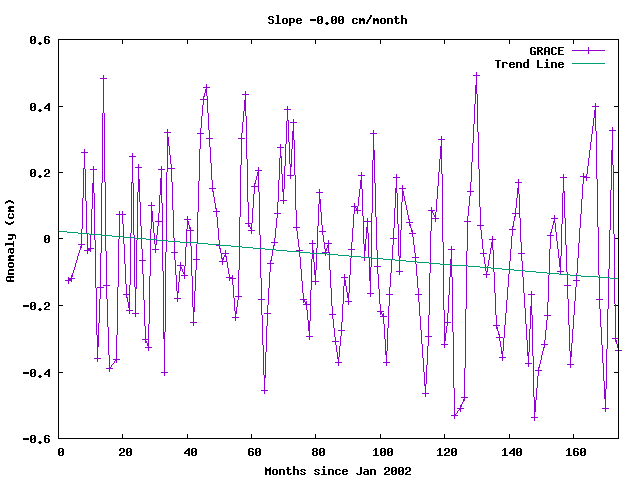 Slope -0.00 cm/month
GRACE
Trend Line
Anomaly (cm)
0.6
0.4
0.2
0
-0.2
-0.4
-0.6
0 20 40 60 80 100 120 140 160
Months since Jan 2002